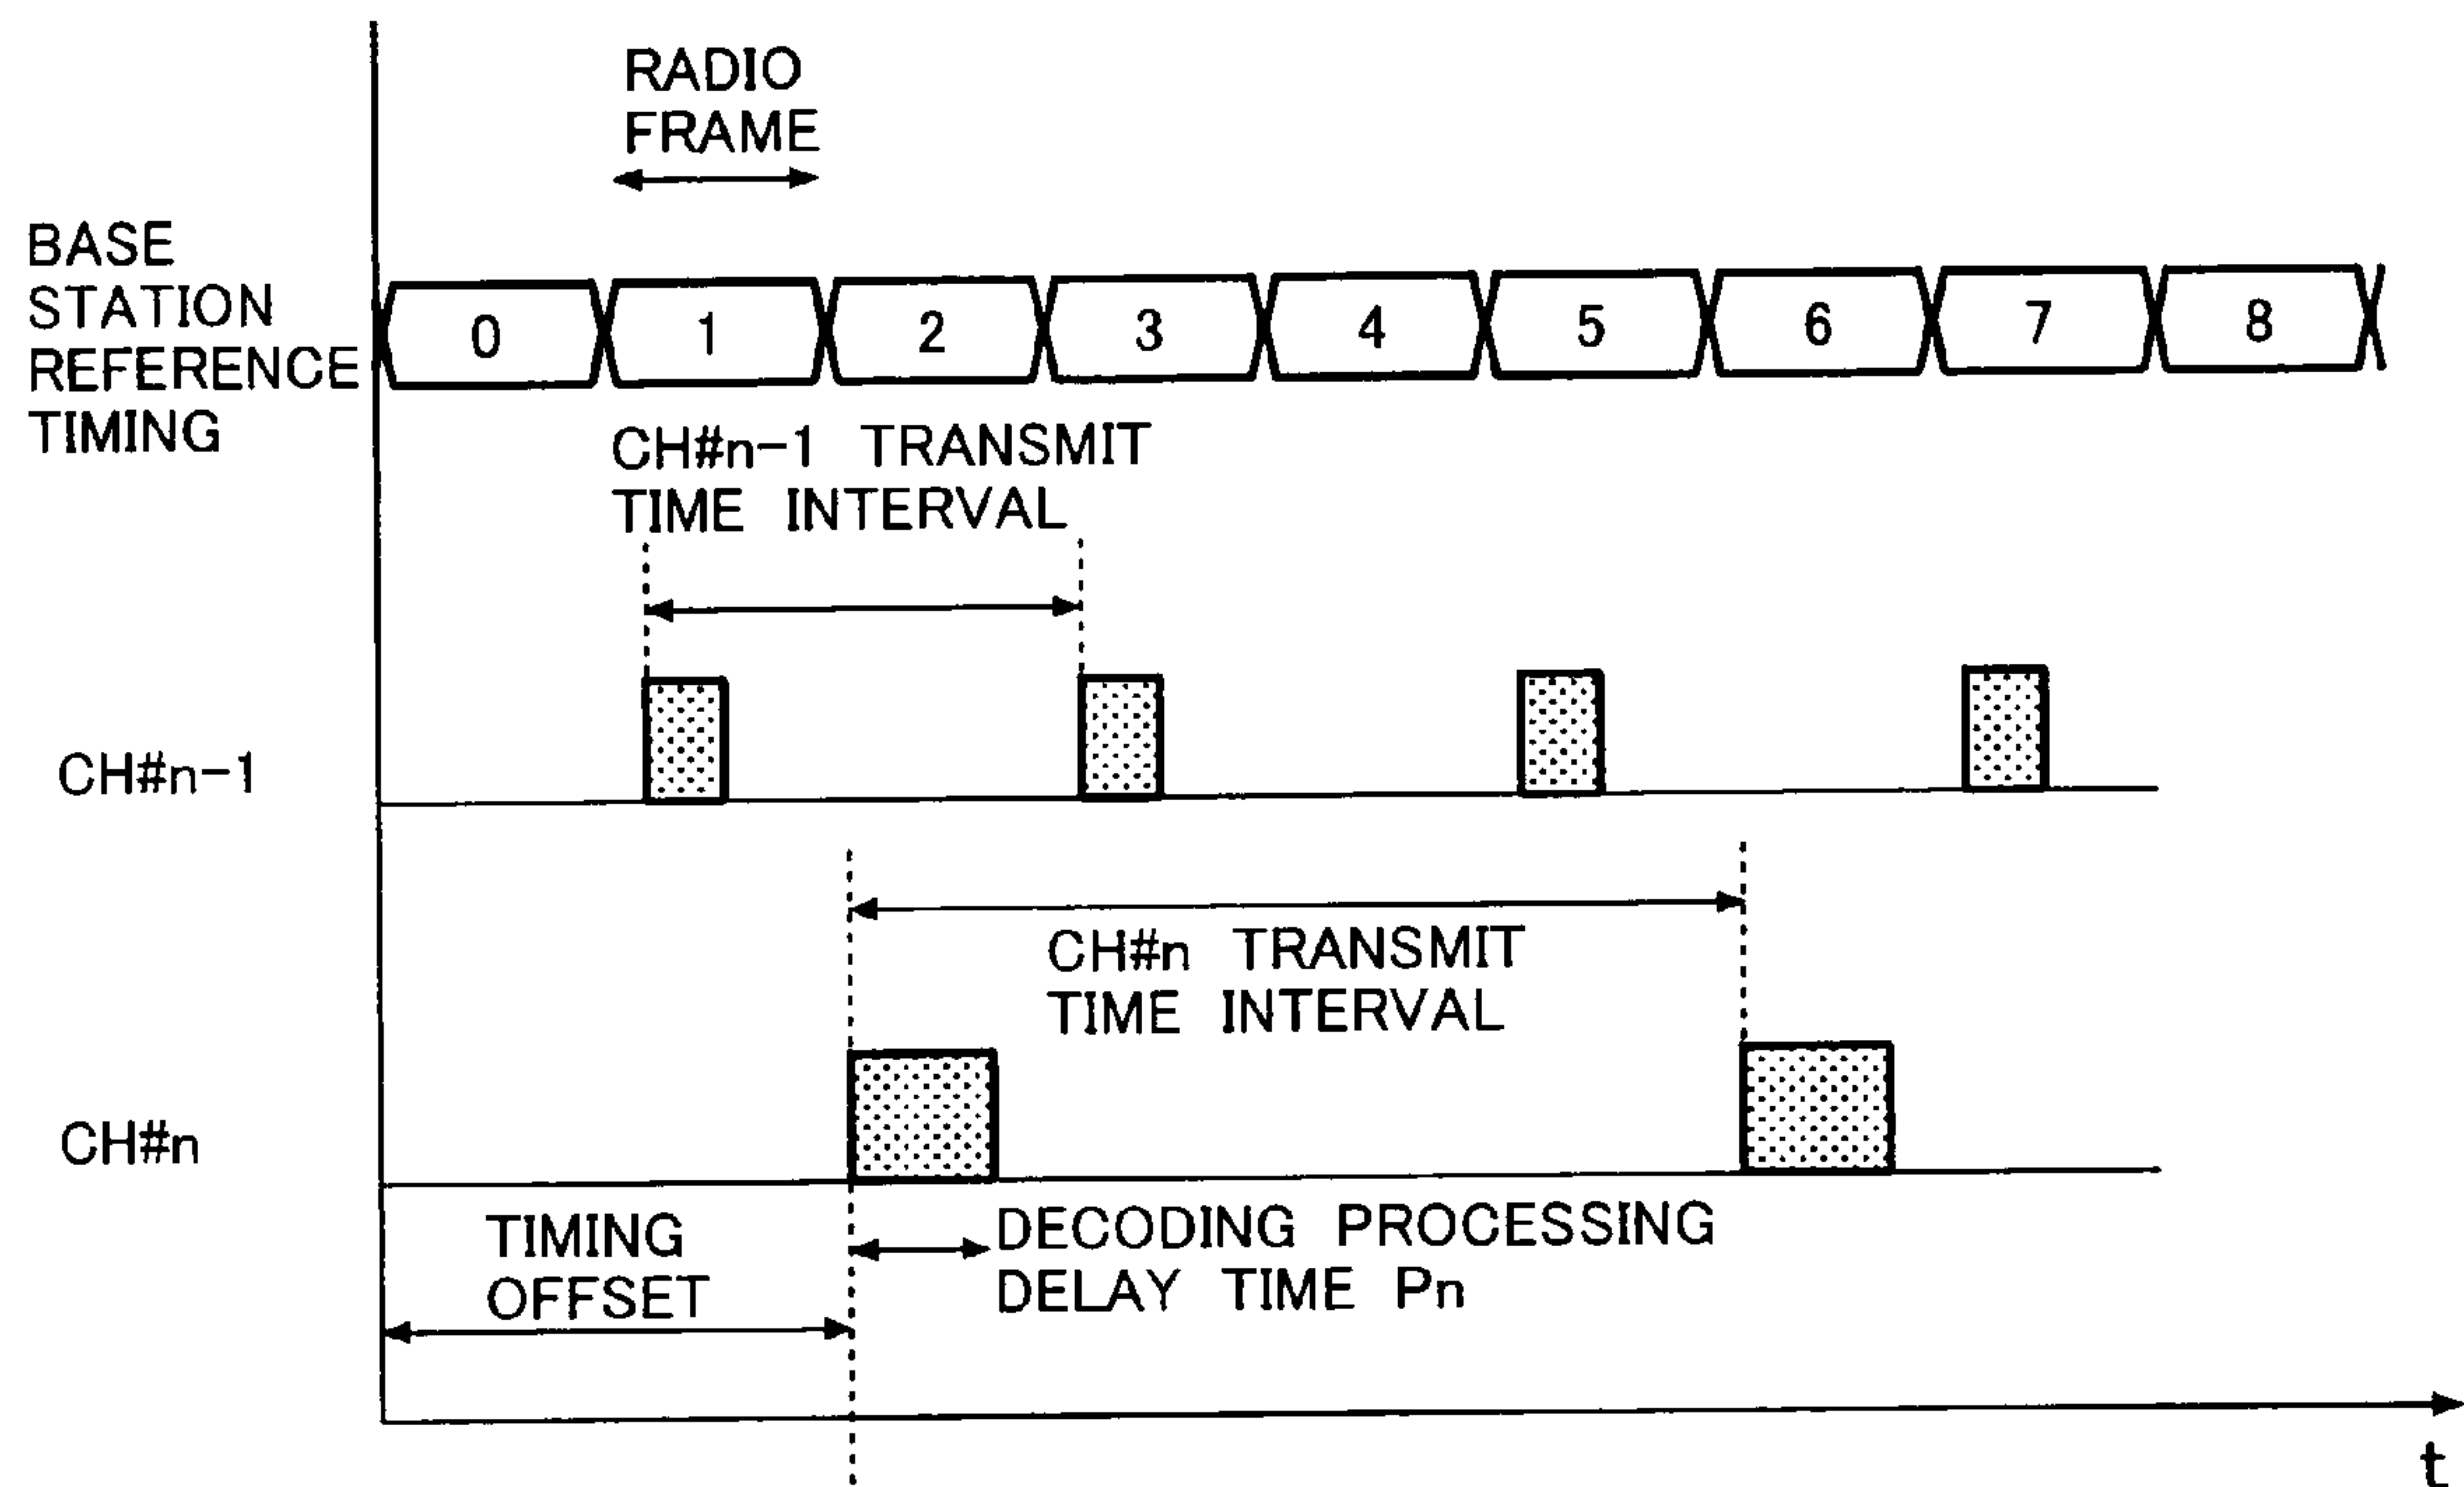 RADIO
FRAME
BASE
STATION
REFERENCE
TIMING
0 1 2 3 4 5 6 7 8
CH#n-1 TRANSMIT
TIME INTERVAL
CH#n-1
CH#n TRANSMIT
TIME INTERVAL
CH#n
TIMING
OFFSET
DECODING PROCESSING
DELAY TIME Pn
t